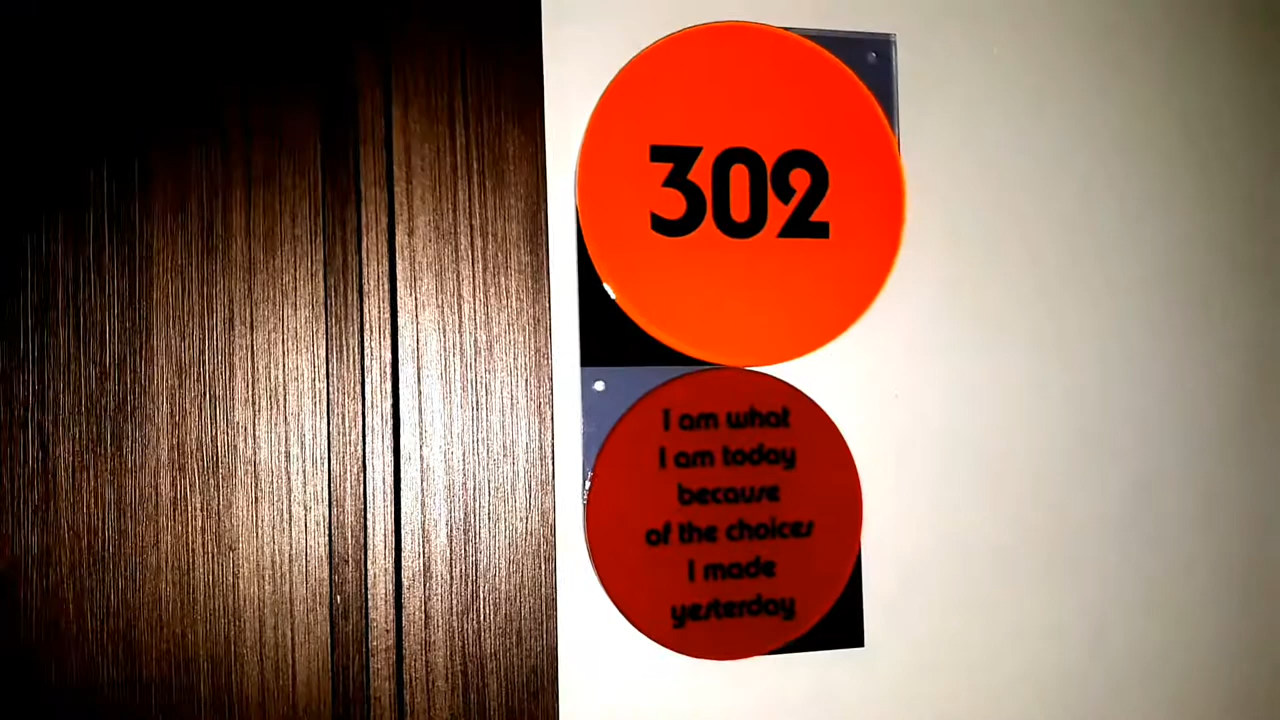 302
I am what
I am today
because
of the choices
I made
yesterday